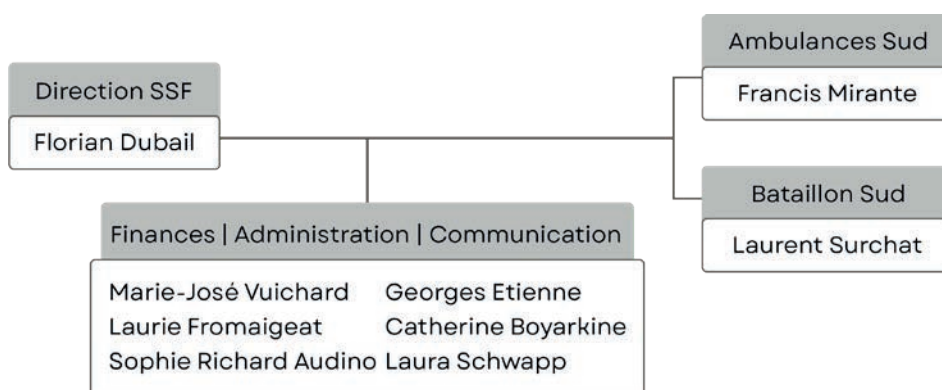 Direction SSF
Florian Dubail
Ambulances Sud
Francis Mirante
Bataillon Sud
Laurent Surchat
Finances | Administration | Communication
Marie-José Vuichard Georges Etienne
Laurie Fromaigeat Catherine Boyarkine
Sophie Richard Audino Laura Schwapp